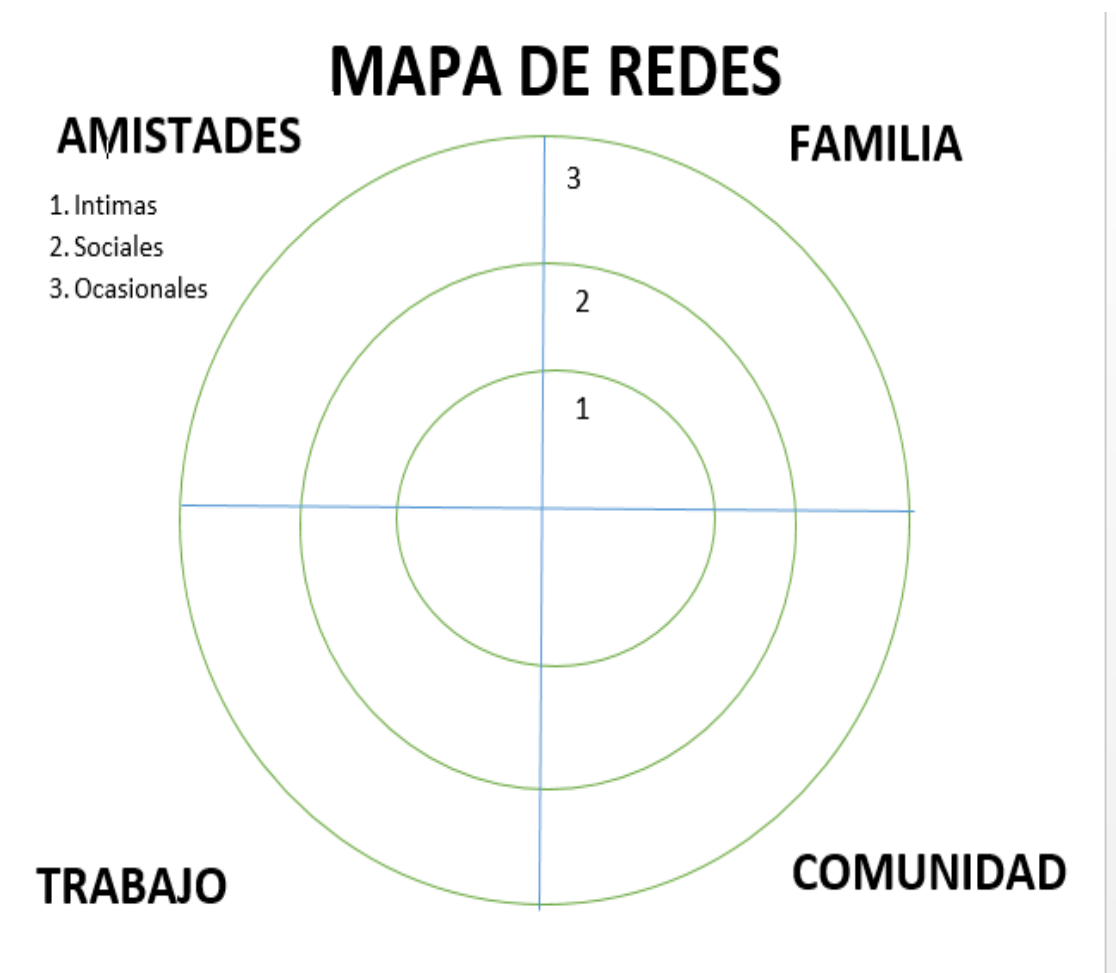 MAPA DE REDES
AMISTADES
FAMILIA
1. Intimas
2. Sociales
3. Ocasionales
3
2
1
TRABAJO
COMUNIDAD